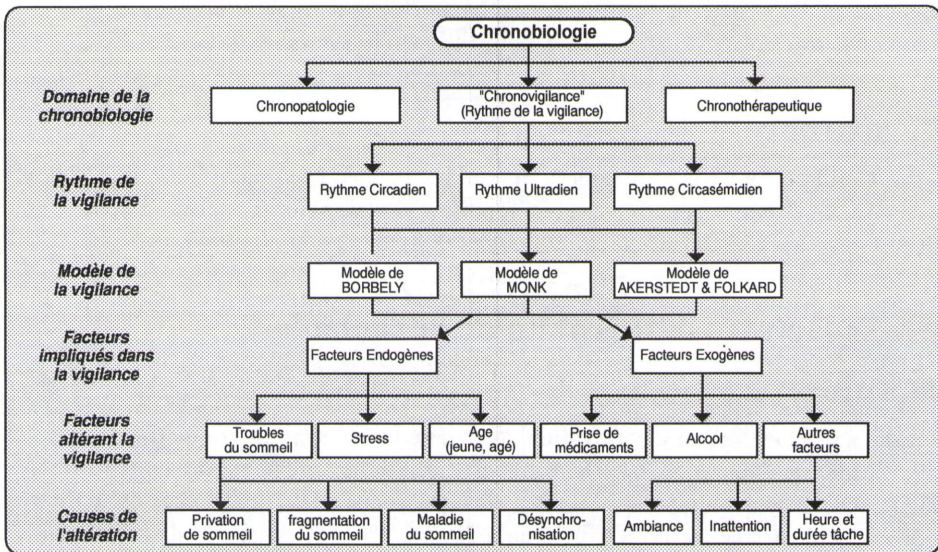 Chronobiologie
Domaine de la
chronobiologie
Chronopatologie
"Chronovigilance"
(Rythme de la vigilance)
Chronothérapeutique
Rythme de
la vigilance
Rythme Circadien
Rythme Ultradien
Rythme Circasémidien
Modèle de
la vigilance
Modèle de
BORBELY
Modèle de
MONK
Modèle de
AKERSTEDT & FOLKARD
Facteurs
impliqués dans
la vigilance
Facteurs Endogènes
Facteurs Exogènes
Facteurs
altérant la
vigilance
Troubles
du sommeil
Stress
Age
(jeune, agé)
Prise de
médicaments
Alcool
Autres
facteurs
Causes de
l'altération
Privation
de sommeil
fragmentation
du sommeil
Maladie
du sommeil
Désynchro-
nisation
Ambiance
Inattention
Heure et
durée tâche